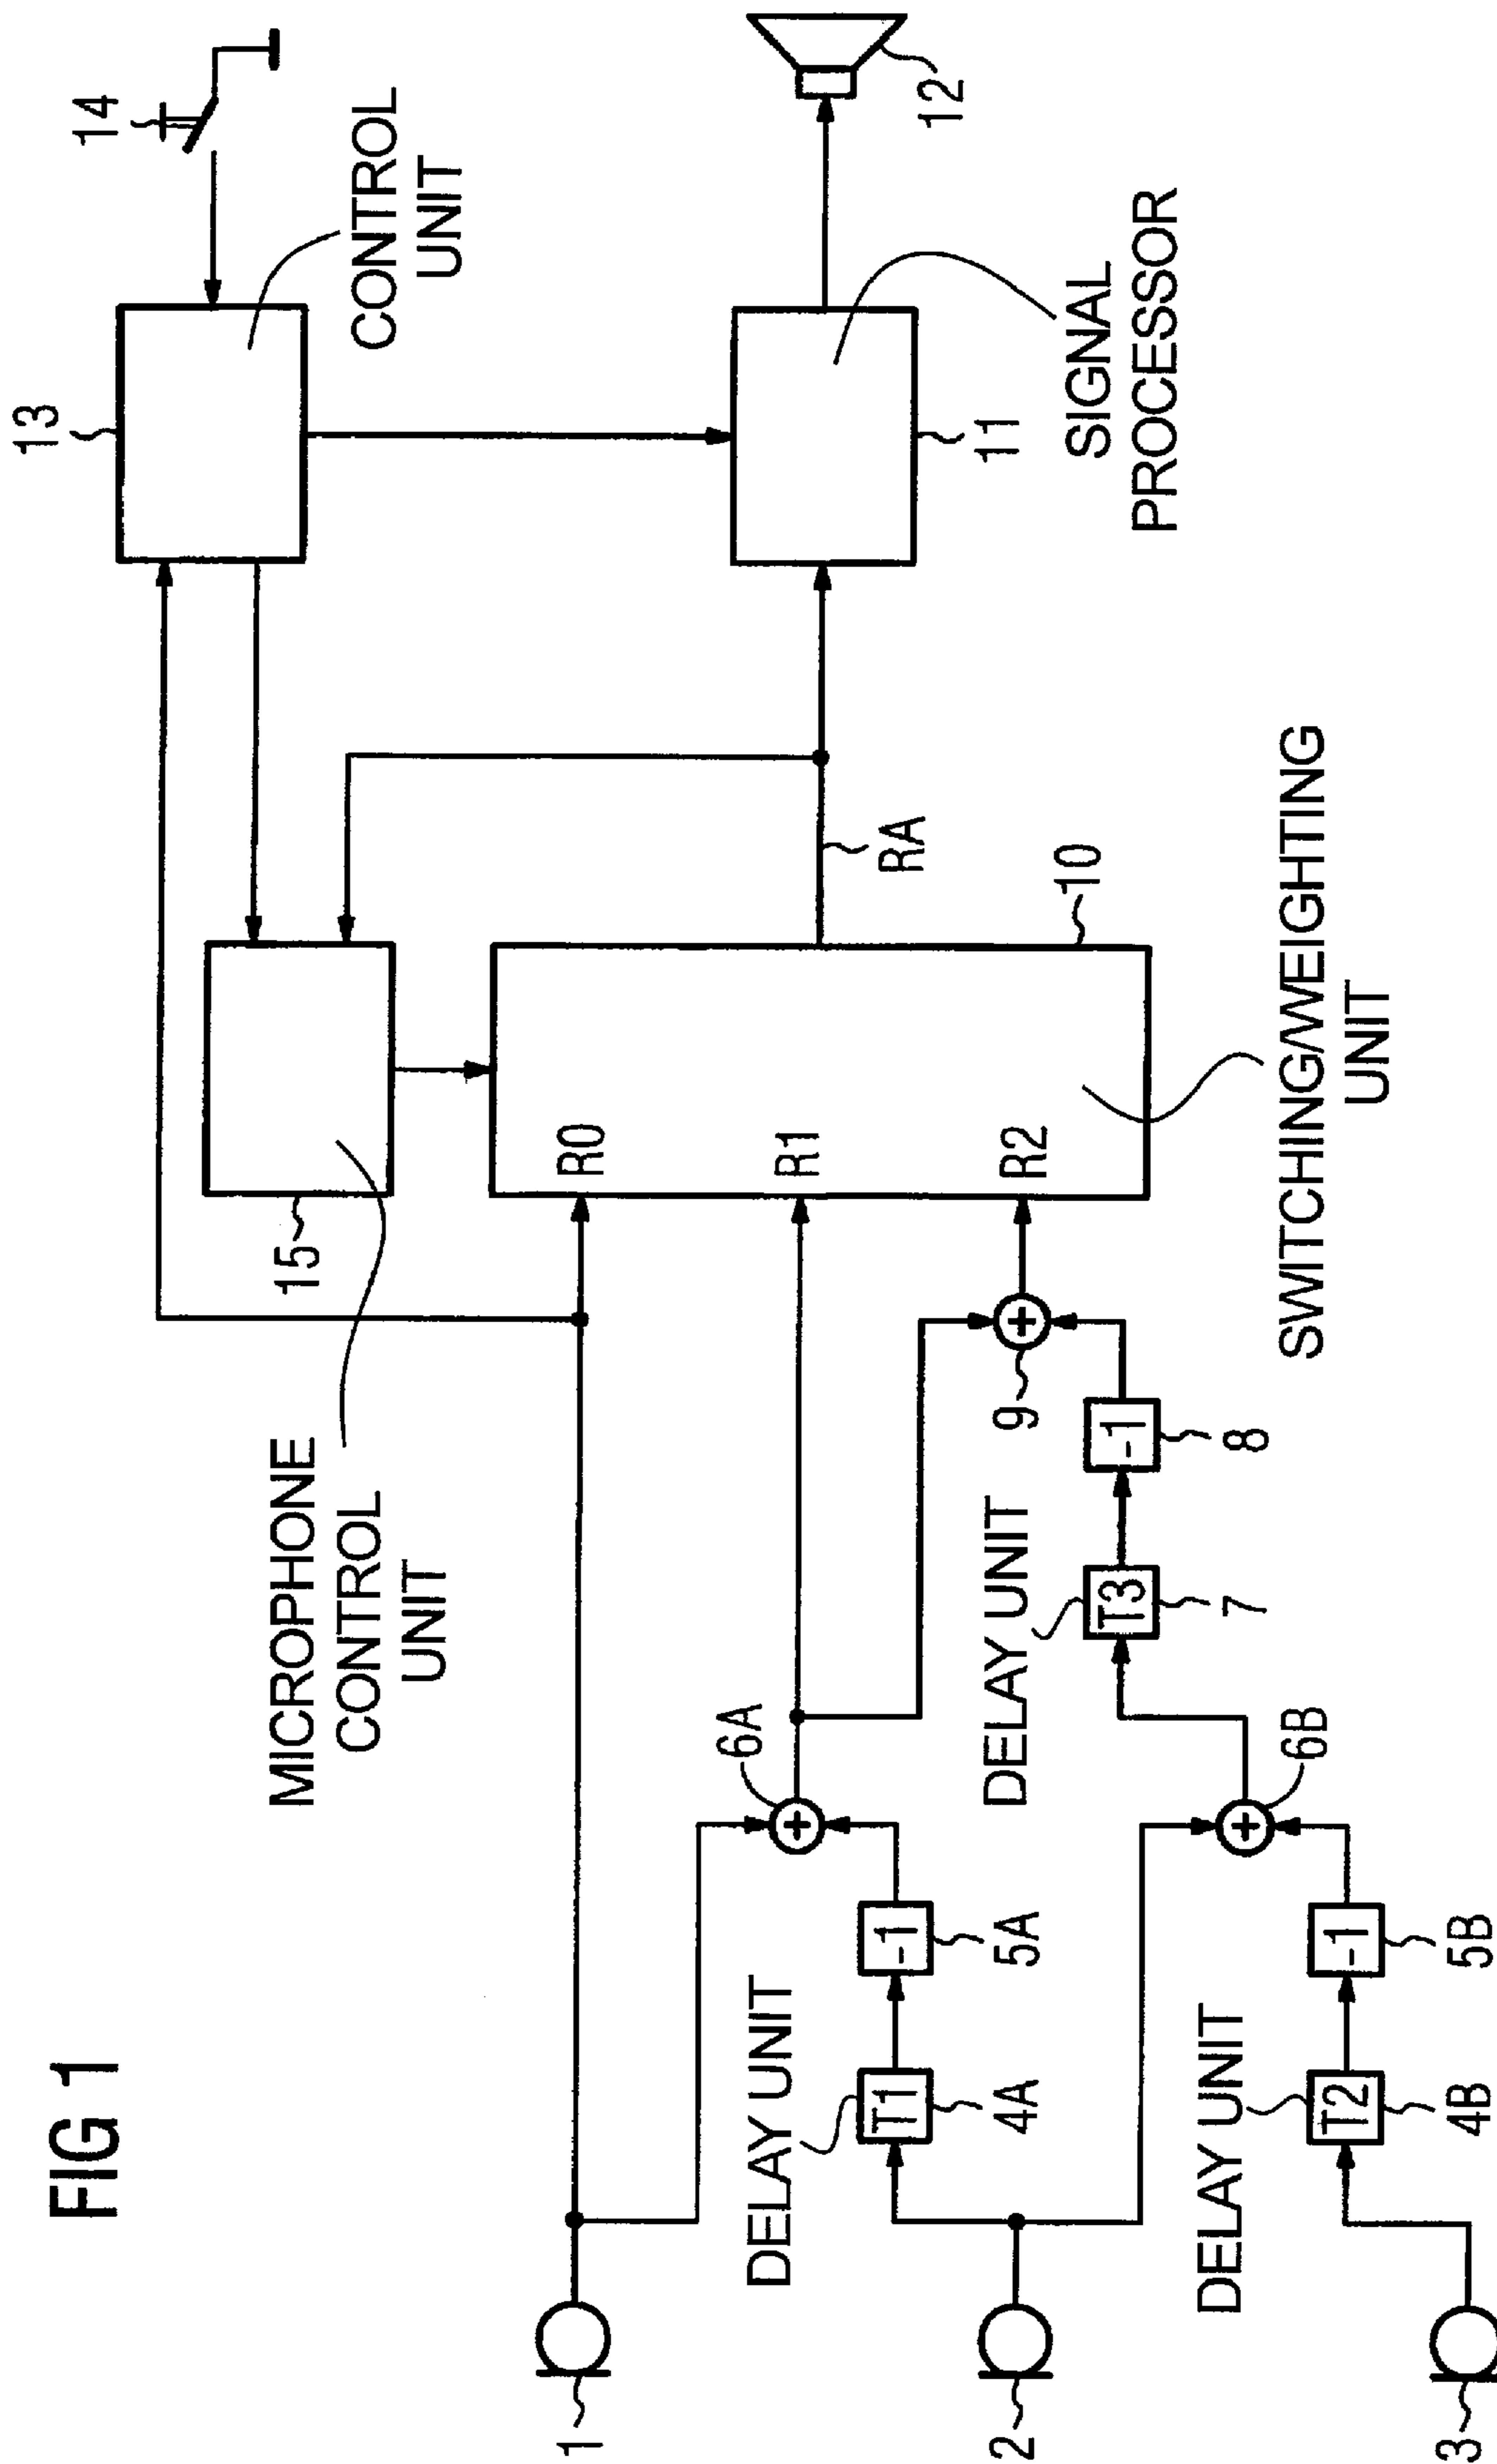 FIG 1
14
13
CONTROL
UNIT
12
MICROPHONE
CONTROL
UNIT
15
R0
R1
R2
RA
10
11
SIGNAL
PROCESSOR
SWITCHING/WEIGHTING
UNIT
1
6A
DELAY UNIT
T1
4A
-1
5A
9
DELAY UNIT
T3
7
-1
8
2
6B
DELAY UNIT
T2
4B
-1
5B
3